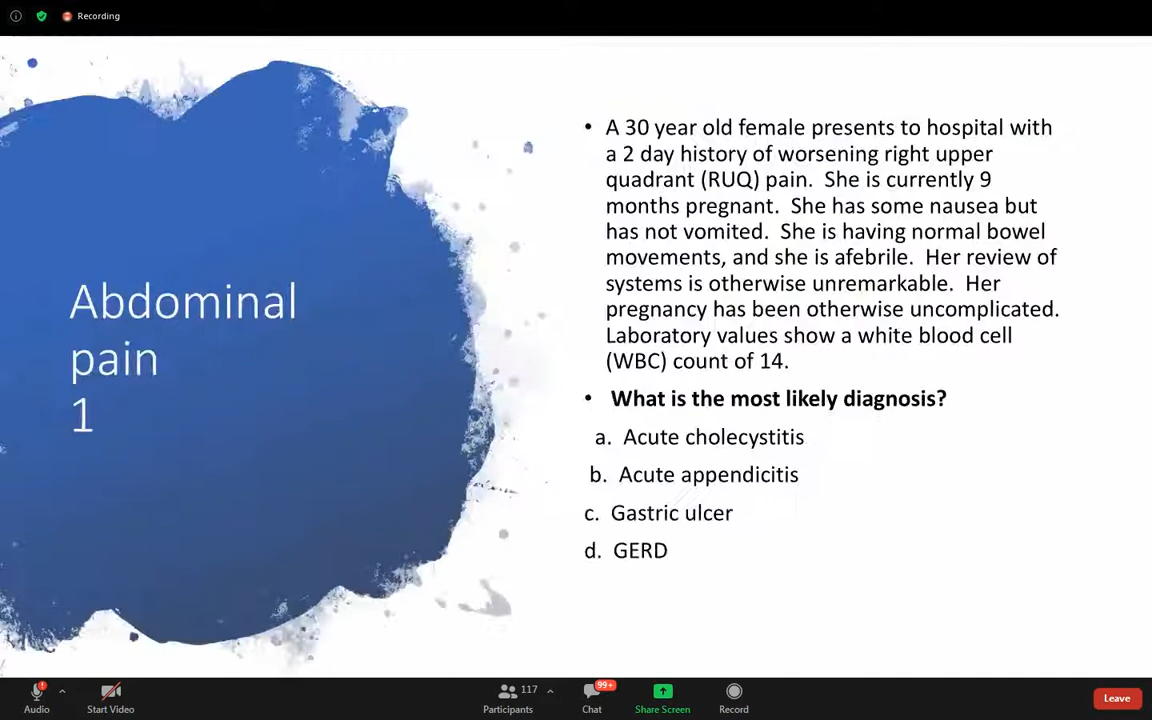 Recording
Abdominal
pain
1
• A 30 year old female presents to hospital with
a 2 day history of worsening right upper
quadrant (RUQ) pain. She is currently 9
months pregnant. She has some nausea but
has not vomited. She is having normal bowel
movements, and she is afebrile. Her review of
systems is otherwise unremarkable. Her
pregnancy has been otherwise uncomplicated.
Laboratory values show a white blood cell
(WBC) count of 14.
• What is the most likely diagnosis?
a. Acute cholecystitis
b. Acute appendicitis
c. Gastric ulcer
d. GERD
Audio
Start Video
117
Participants
99+
Chat
Share Screen
Record
Leave